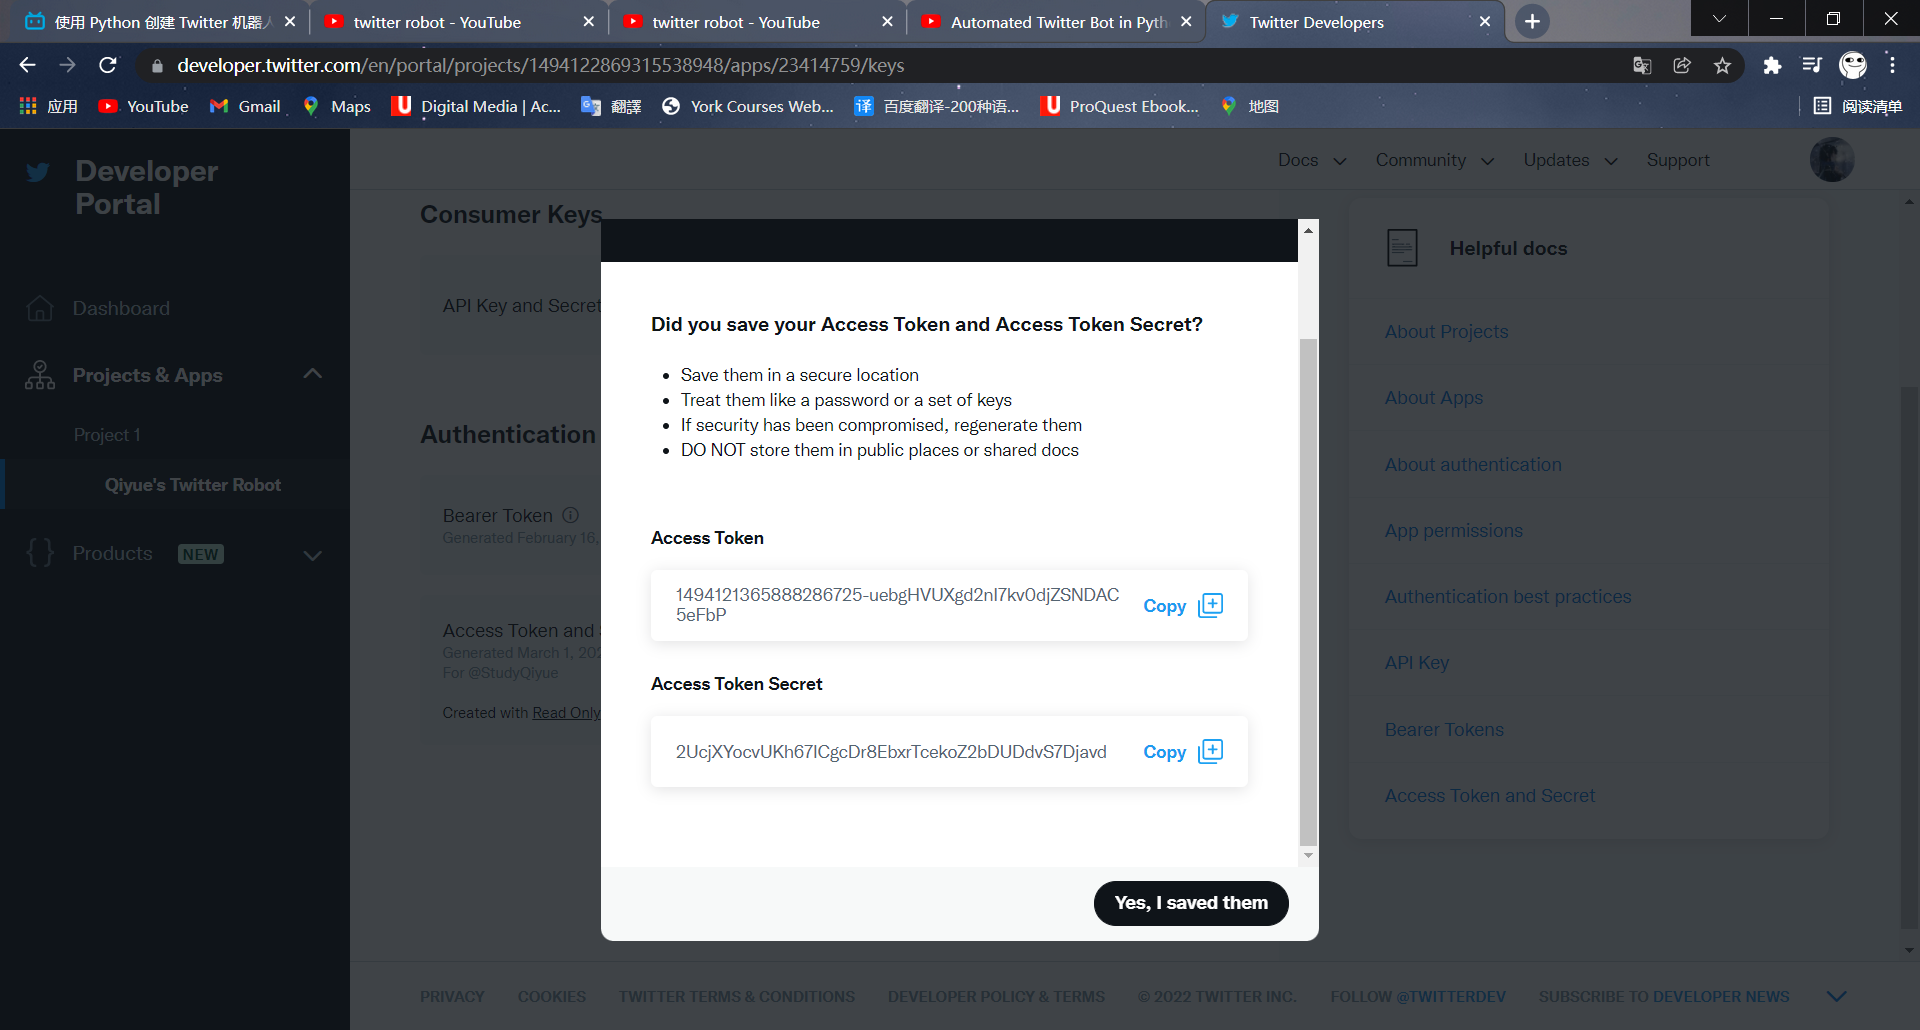 使用 Python 创建 Twitter 机器人
twitter robot - YouTube
twitter robot - YouTube
Automated Twitter Bot in Pyth
Twitter Developers
developer.twitter.com/en/portal/projects/1494122869315538948/apps/23414759/keys
应用
YouTube
Gmail
Maps
Digital Media | Ac...
翻譯
York Courses Web...
百度翻译-200种语...
ProQuest Ebook...
地图
阅读清单
Developer
Portal
Dashboard
Projects & Apps
Project 1
Qiyue's Twitter Robot
Products NEW
Docs
Community
Updates
Support
Consumer Keys
API Key and Secret
Authentication
Bearer Token
Generated February 16,
Access Token and
Generated March 1, 202
For @StudyQiyue
Created with Read Only
Did you save your Access Token and Access Token Secret?
• Save them in a secure location
• Treat them like a password or a set of keys
• If security has been compromised, regenerate them
• DO NOT store them in public places or shared docs
Access Token
Copy
Access Token Secret
Copy
Yes, I saved them
Helpful docs
About Projects
About Apps
About authentication
App permissions
Authentication best practices
API Key
Bearer Tokens
Access Token and Secret
PRIVACY
COOKIES
TWITTER TERMS & CONDITIONS
DEVELOPER POLICY & TERMS
© 2022 TWITTER INC.
FOLLOW @TWITTERDEV
SUBSCRIBE TO DEVELOPER NEWS